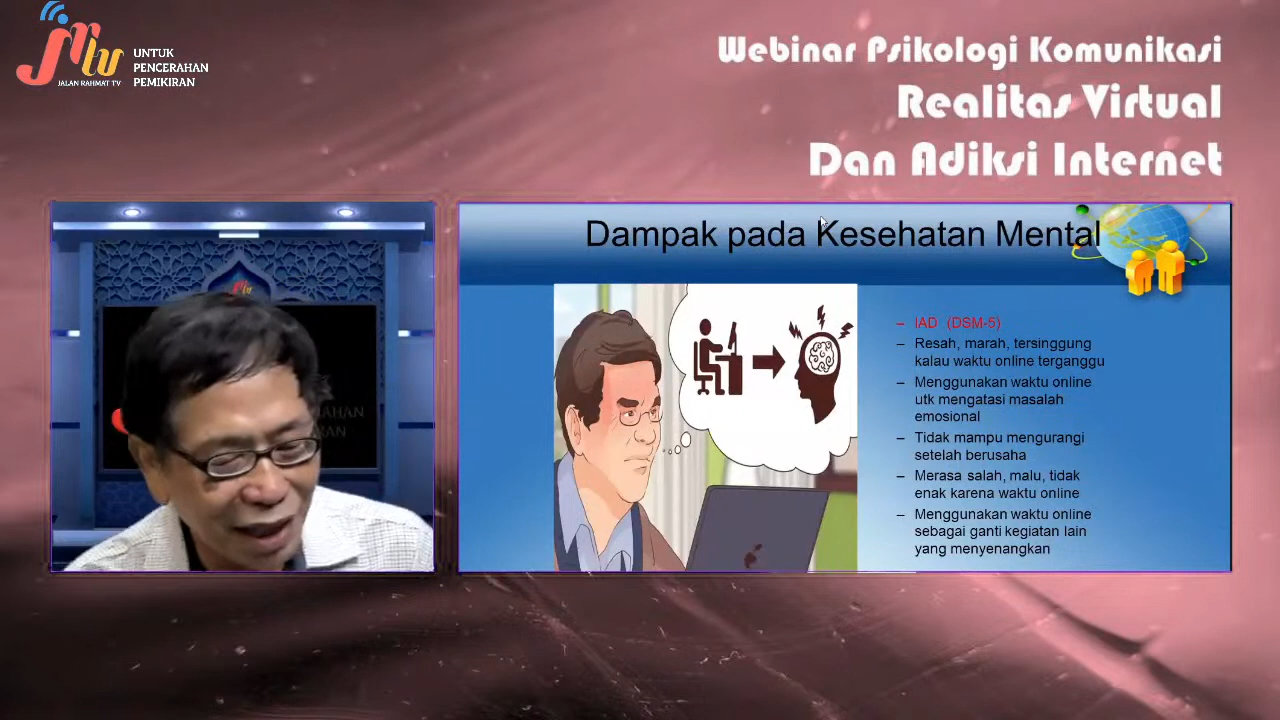 UNTUK
PENCERAHAN
PEMIKIRAN
JALAN RAHMAT TV
Webinar Psikologi Komunikasi
Realitas Virtual
Dan Adiksi Internet
Dampak pada Kesehatan Mental
– IAD (DSM-5)
– Resah, marah, tersinggung
kalau waktu online terganggu
– Menggunakan waktu online
utk mengatasi masalah
emosional
– Tidak mampu mengurangi
setelah berusaha
– Merasa salah, malu, tidak
enak karena waktu online
– Menggunakan waktu online
sebagai ganti kegiatan lain
yang menyenangkan